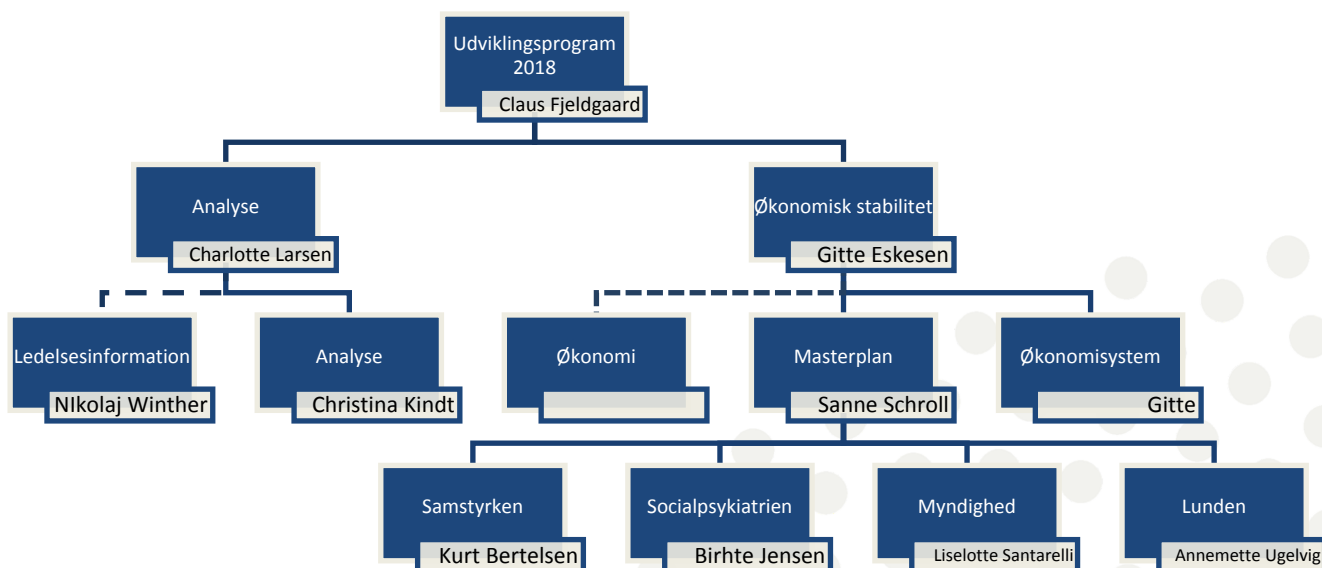 Udviklingsprogram
2018
Claus Fjeldgaard
Analyse
Charlotte Larsen
Økonomisk stabilitet
Gitte Eskesen
Ledelsesinformation
NIkolaj Winther
Analyse
Christina Kindt
Økonomi
Masterplan
Sanne Schroll
Økonomisystem
Gitte
Samstyrken
Kurt Bertelsen
Socialpsykiatrien
Birhte Jensen
Myndighed
Liselotte Santarelli
Lunden
Annemette Ugelvig